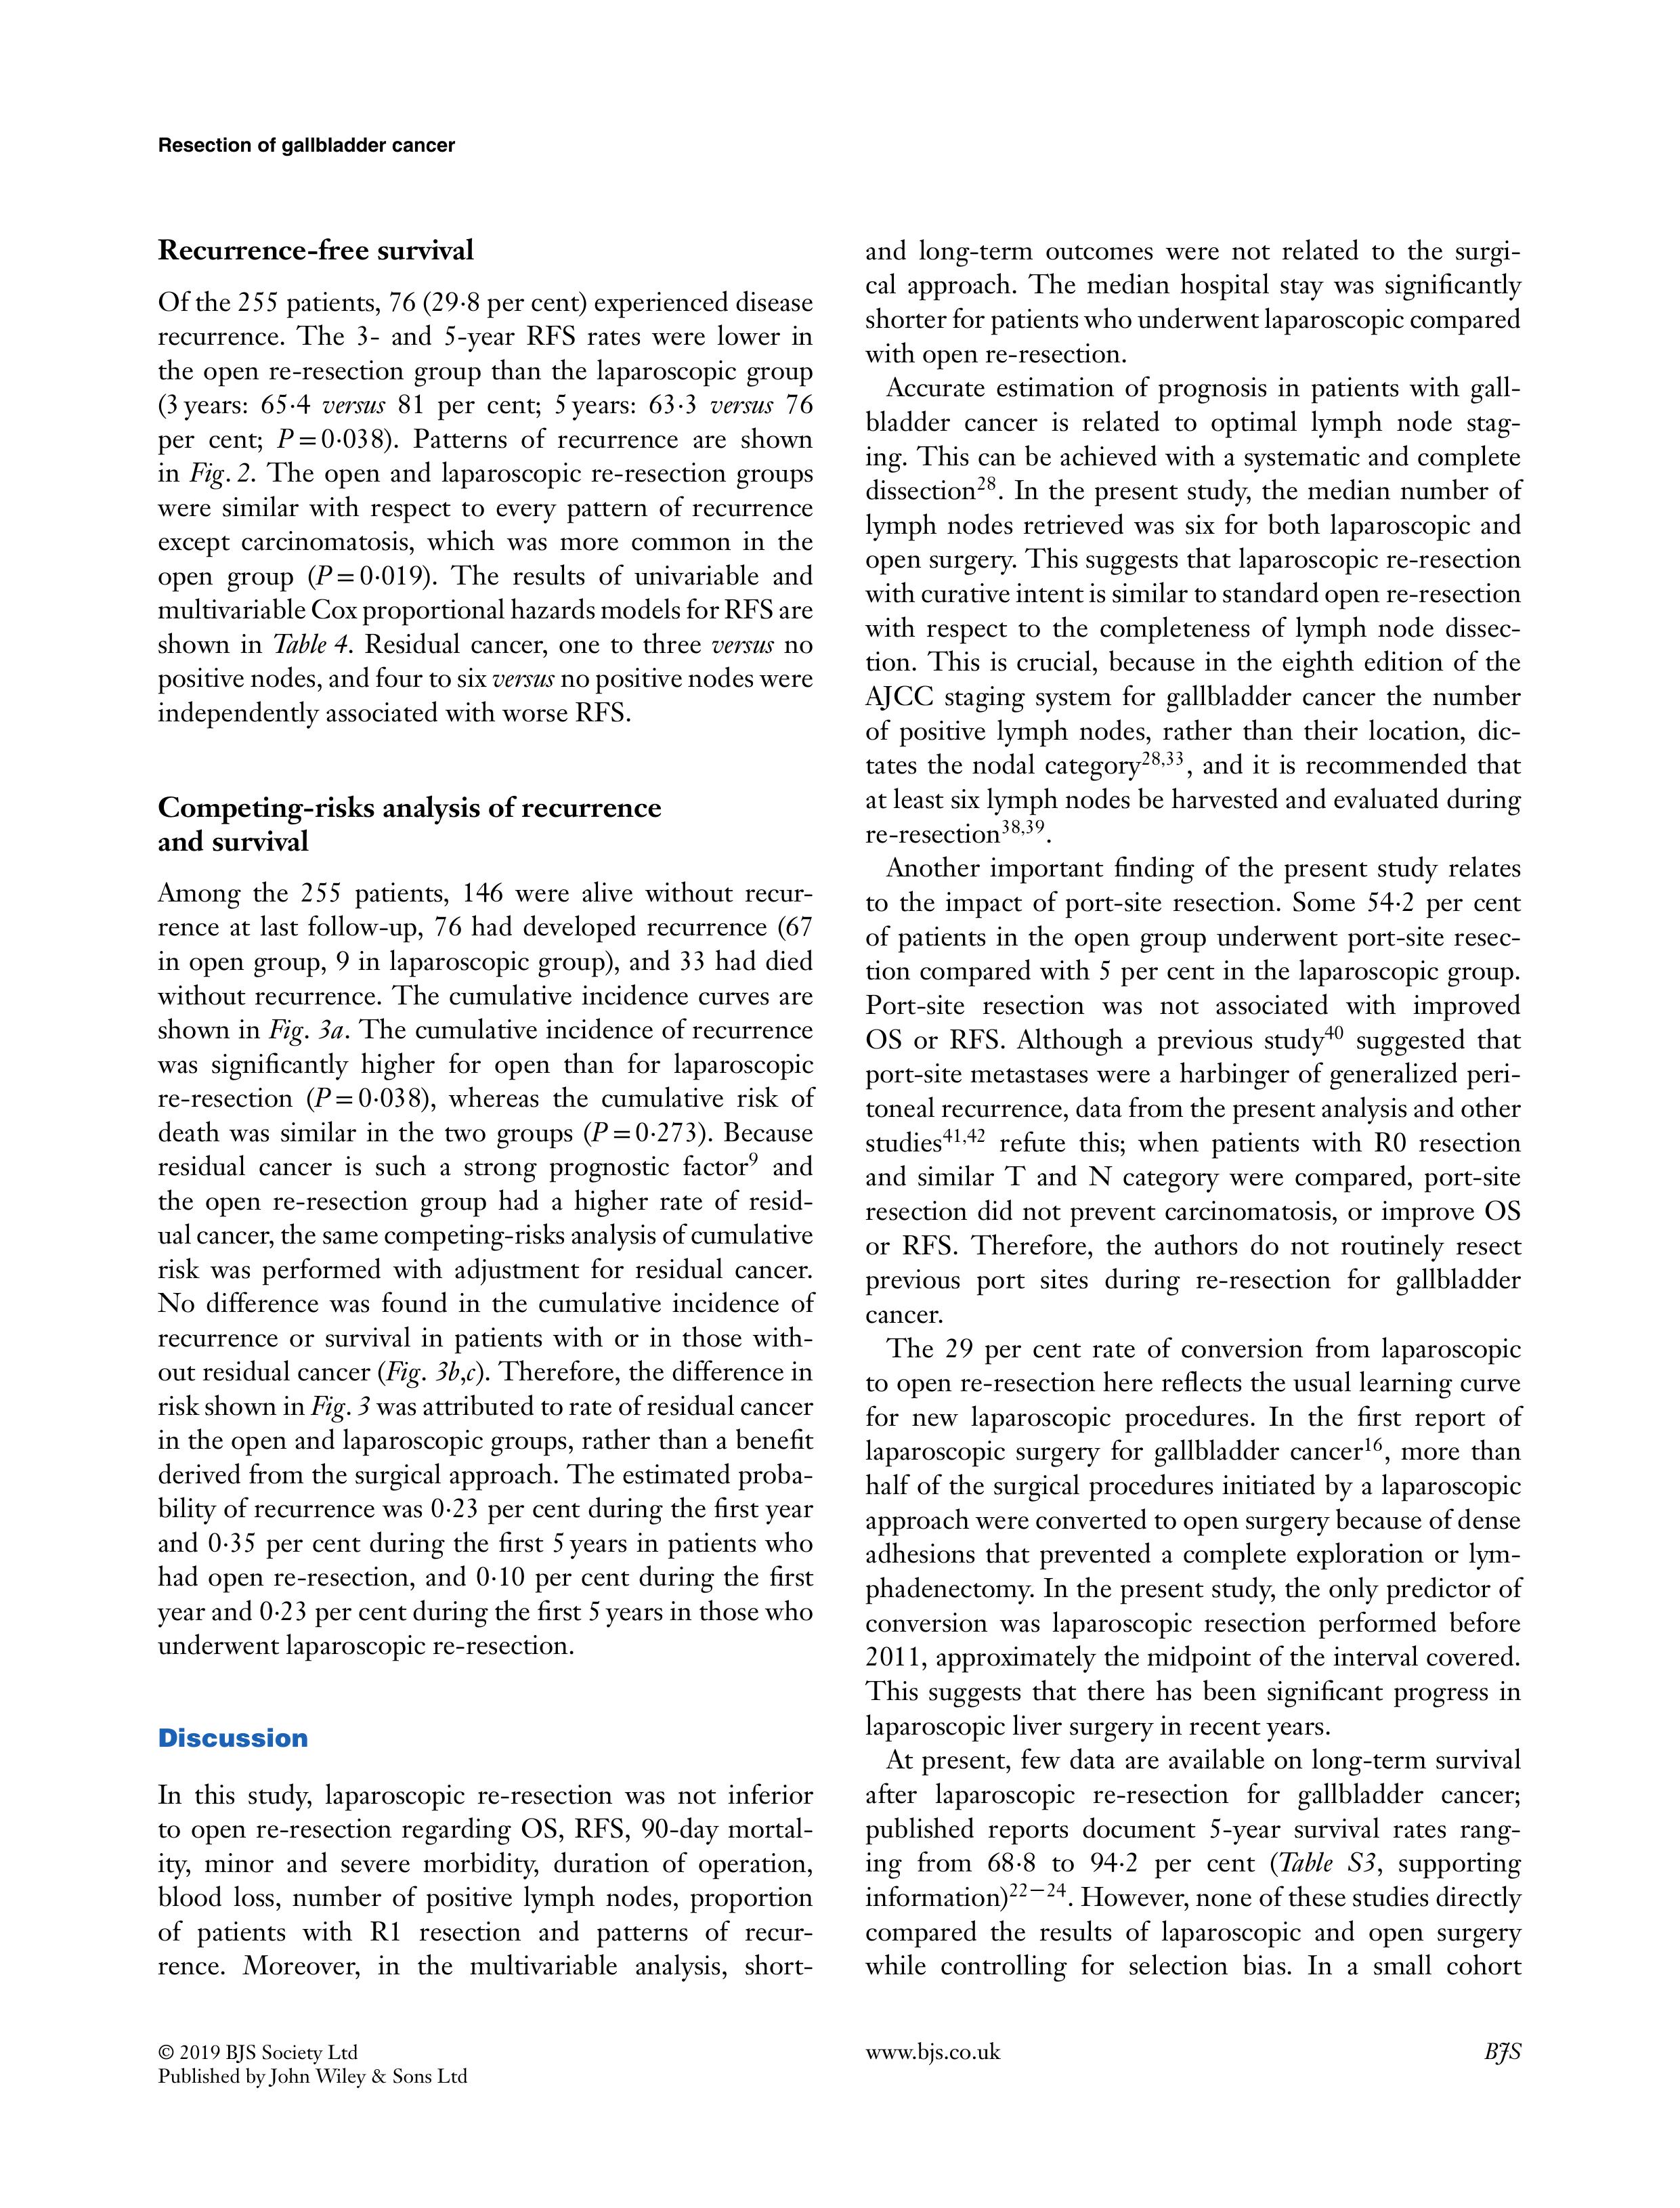 Resection of gallbladder cancer
Recurrence-free survival
Of the 255 patients, 76 (29·8 per cent) experienced disease
recurrence. The 3- and 5-year RFS rates were lower in
the open re-resection group than the laparoscopic group
(3 years: 65·4 versus 81 per cent; 5 years: 63·3 versus 76
per cent; P = 0·038). Patterns of recurrence are shown
in Fig. 2. The open and laparoscopic re-resection groups
were similar with respect to every pattern of recurrence
except carcinomatosis, which was more common in the
open group (P = 0·019). The results of univariable and
multivariable Cox proportional hazards models for RFS are
shown in Table 4. Residual cancer, one to three versus no
positive nodes, and four to six versus no positive nodes were
independently associated with worse RFS.
Competing-risks analysis of recurrence
and survival
Among the 255 patients, 146 were alive without recur-
rence at last follow-up, 76 had developed recurrence (67
in open group, 9 in laparoscopic group), and 33 had died
without recurrence. The cumulative incidence curves are
shown in Fig. 3a. The cumulative incidence of recurrence
was significantly higher for open than for laparoscopic
re-resection (P = 0·038), whereas the cumulative risk of
death was similar in the two groups (P = 0·273). Because
residual cancer is such a strong prognostic factor9 and
the open re-resection group had a higher rate of resid-
ual cancer, the same competing-risks analysis of cumulative
risk was performed with adjustment for residual cancer.
No difference was found in the cumulative incidence of
recurrence or survival in patients with or in those with-
out residual cancer (Fig. 3b,c). Therefore, the difference in
risk shown in Fig. 3 was attributed to rate of residual cancer
in the open and laparoscopic groups, rather than a benefit
derived from the surgical approach. The estimated proba-
bility of recurrence was 0·23 per cent during the first year
and 0·35 per cent during the first 5 years in patients who
had open re-resection, and 0·10 per cent during the first
year and 0·23 per cent during the first 5 years in those who
underwent laparoscopic re-resection.
Discussion
In this study, laparoscopic re-resection was not inferior
to open re-resection regarding OS, RFS, 90-day mortal-
ity, minor and severe morbidity, duration of operation,
blood loss, number of positive lymph nodes, proportion
of patients with R1 resection and patterns of recur-
rence. Moreover, in the multivariable analysis, short-
and long-term outcomes were not related to the surgi-
cal approach. The median hospital stay was significantly
shorter for patients who underwent laparoscopic compared
with open re-resection.
Accurate estimation of prognosis in patients with gall-
bladder cancer is related to optimal lymph node stag-
ing. This can be achieved with a systematic and complete
dissection28. In the present study, the median number of
lymph nodes retrieved was six for both laparoscopic and
open surgery. This suggests that laparoscopic re-resection
with curative intent is similar to standard open re-resection
with respect to the completeness of lymph node dissec-
tion. This is crucial, because in the eighth edition of the
AJCC staging system for gallbladder cancer the number
of positive lymph nodes, rather than their location, dic-
tates the nodal category28,33, and it is recommended that
at least six lymph nodes be harvested and evaluated during
re-resection38,39.
Another important finding of the present study relates
to the impact of port-site resection. Some 54·2 per cent
of patients in the open group underwent port-site resec-
tion compared with 5 per cent in the laparoscopic group.
Port-site resection was not associated with improved
OS or RFS. Although a previous study40 suggested that
port-site metastases were a harbinger of generalized peri-
toneal recurrence, data from the present analysis and other
studies41,42 refute this; when patients with R0 resection
and similar T and N category were compared, port-site
resection did not prevent carcinomatosis, or improve OS
or RFS. Therefore, the authors do not routinely resect
previous port sites during re-resection for gallbladder
cancer.
The 29 per cent rate of conversion from laparoscopic
to open re-resection here reflects the usual learning curve
for new laparoscopic procedures. In the first report of
laparoscopic surgery for gallbladder cancer16, more than
half of the surgical procedures initiated by a laparoscopic
approach were converted to open surgery because of dense
adhesions that prevented a complete exploration or lym-
phadenectomy. In the present study, the only predictor of
conversion was laparoscopic resection performed before
2011, approximately the midpoint of the interval covered.
This suggests that there has been significant progress in
laparoscopic liver surgery in recent years.
At present, few data are available on long-term survival
after laparoscopic re-resection for gallbladder cancer;
published reports document 5-year survival rates rang-
ing from 68·8 to 94·2 per cent (Table S3, supporting
information)22–24. However, none of these studies directly
compared the results of laparoscopic and open surgery
while controlling for selection bias. In a small cohort
© 2019 BJS Society Ltd
Published by John Wiley & Sons Ltd
www.bjs.co.uk
BJS